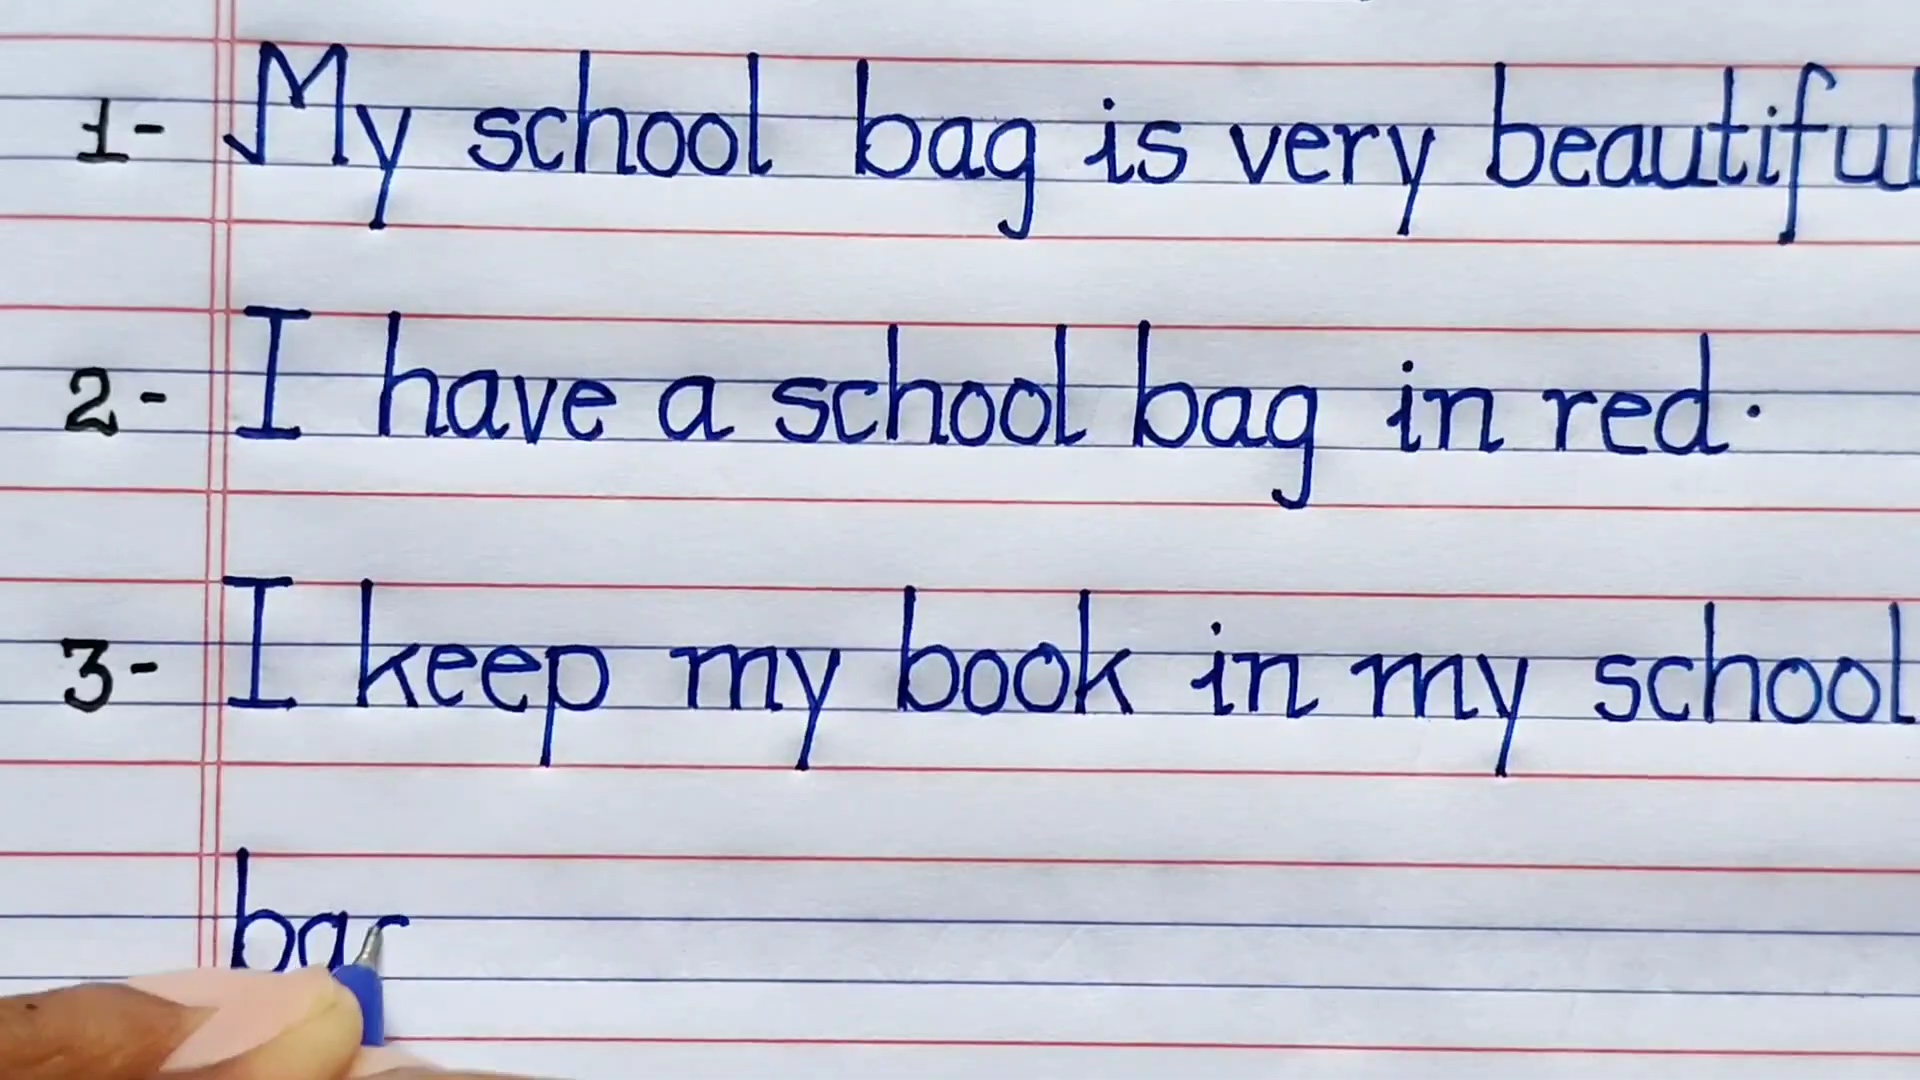 1- My school bag is very beautiful
2- I have a school bag in red.
3- I keep my book in my school